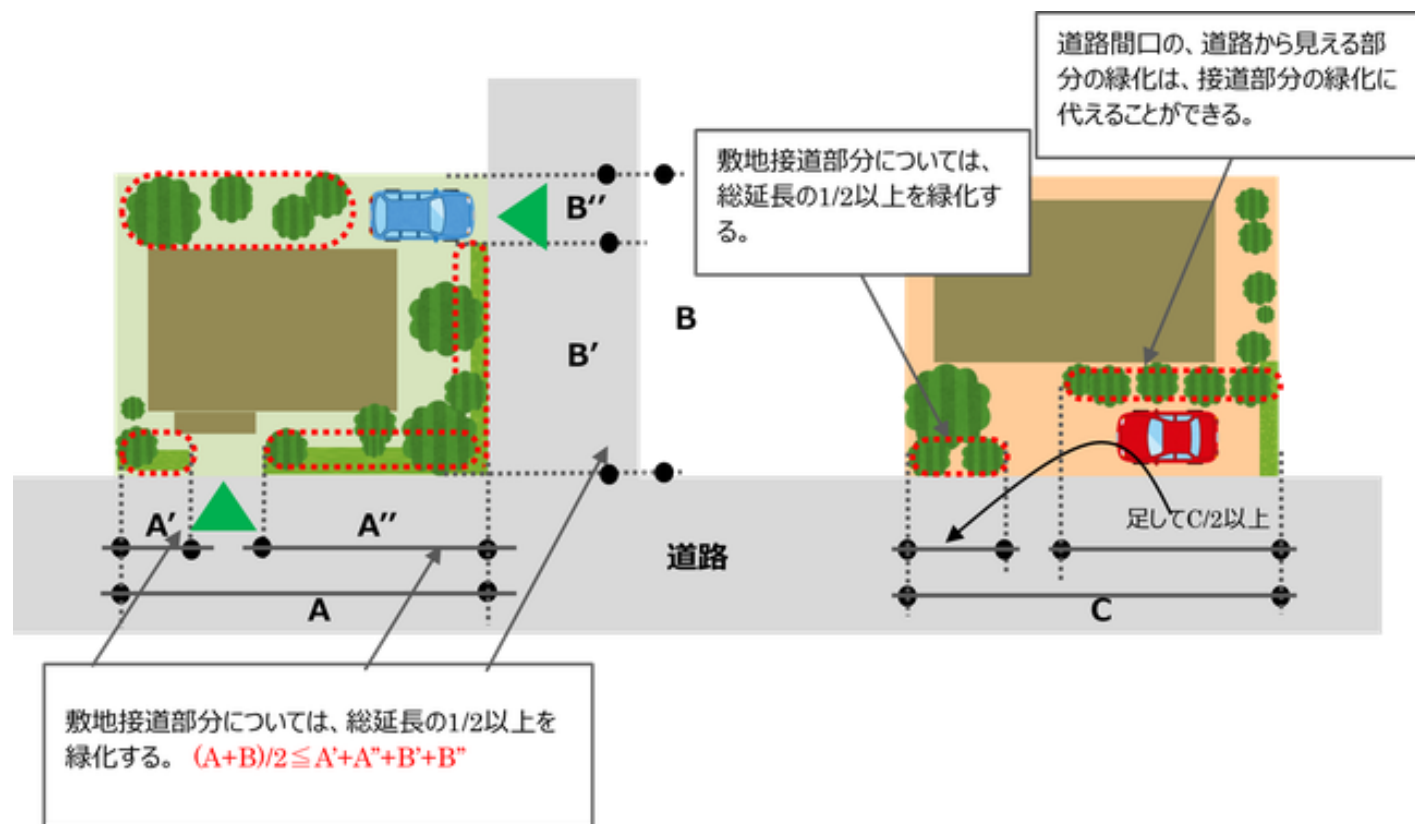 道路間口の、道路から見える部
分の緑化は、接道部分の緑化に
代えることができる。
敷地接道部分については、
総延長の1/2以上を緑化す
る。
B''
B
B'
A'
A''
道路
足してC/2以上
A
C
敷地接道部分については、総延長の1/2以上を
緑化する。 (A+B)/2≦A'+A”+B'+B”